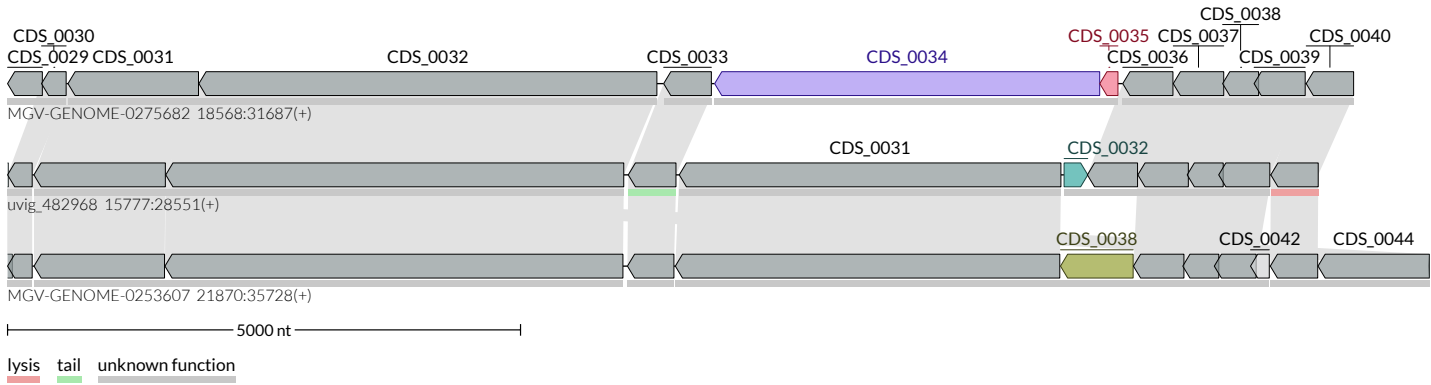 CDS_0038
CDS_0030 CDS_0035 CDS_0037 CDS_0040
CDS_0029 CDS_0031 CDS_0032 CDS_0033 CDS_0034 CDS_0036 CDS_0039
MGV-GENOME-0275682 18568:31687(+)
CDS_0031 CDS_0032
uvig_482968 15777:28551(+)
CDS_0038 CDS_0042 CDS_0044
MGV-GENOME-0253607 21870:35728(+)
5000 nt
lysis tail unknown function